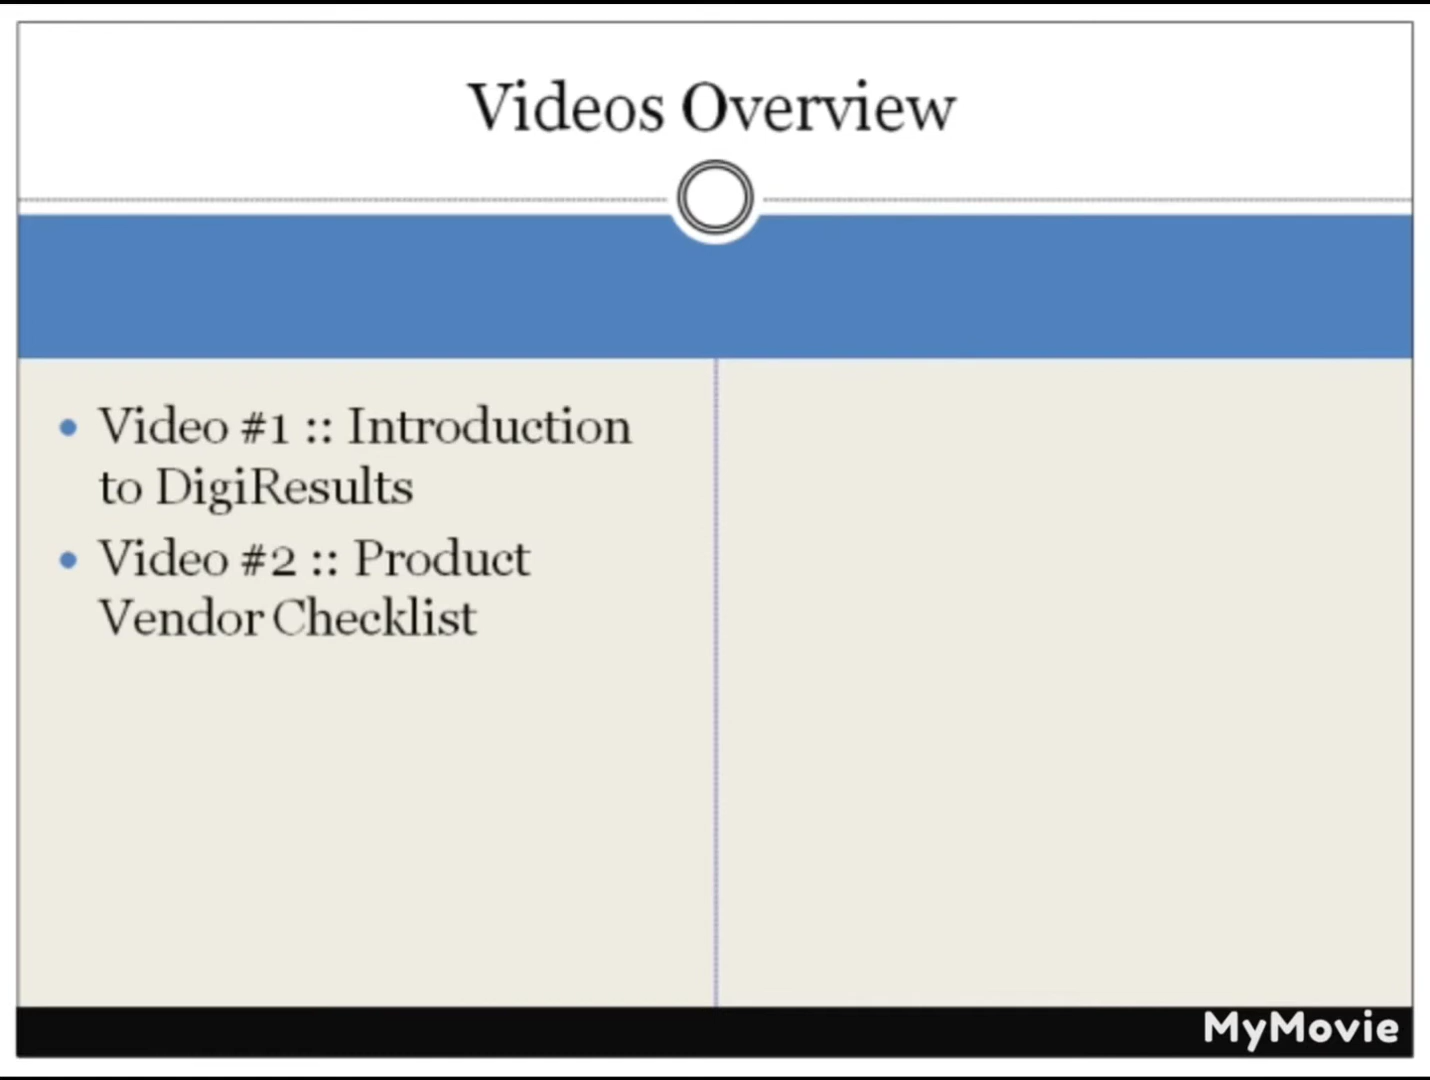 Videos Overview
Video #1 :: Introduction
to DigiResults
Video #2 :: Product
Vendor Checklist
MyMovie